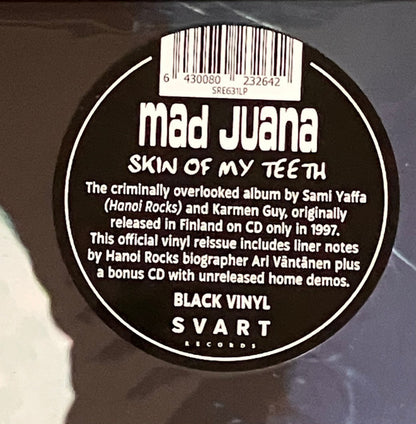 6 430080 232642
SRE631LP
mad Juana
SKIN OF MY TEETH
The criminally overlooked album by Sami Yaffa
(Hanoi Rocks) and Karmen Guy, originally
released in Finland on CD only in 1997.
This official vinyl reissue includes liner notes
by Hanoi Rocks biographer Ari Väntänen plus
a bonus CD with unreleased home demos.
BLACK VINYL
SVART
RECORDS